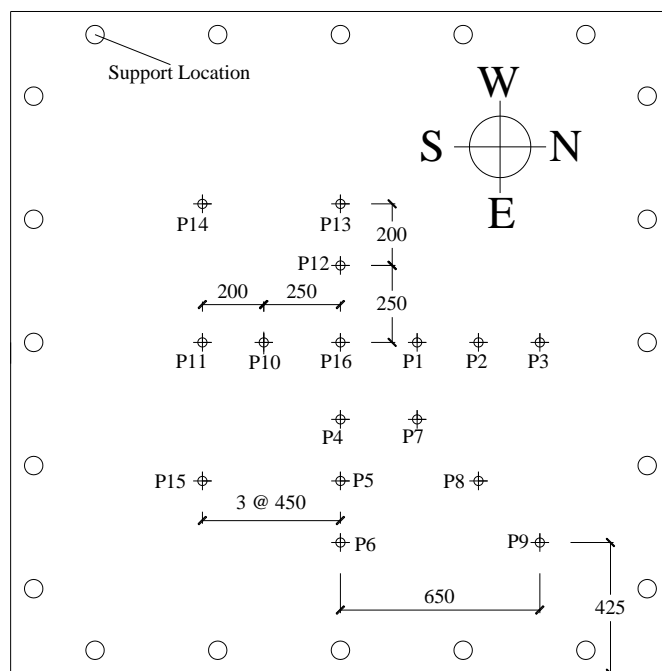 Support Location
W
S N
E
P14 P13
200
P12
200 250
250
P11 P10 P16 P1 P2 P3
P4 P7
P15 P5 P8
3 @ 450
P6 P9
650
425